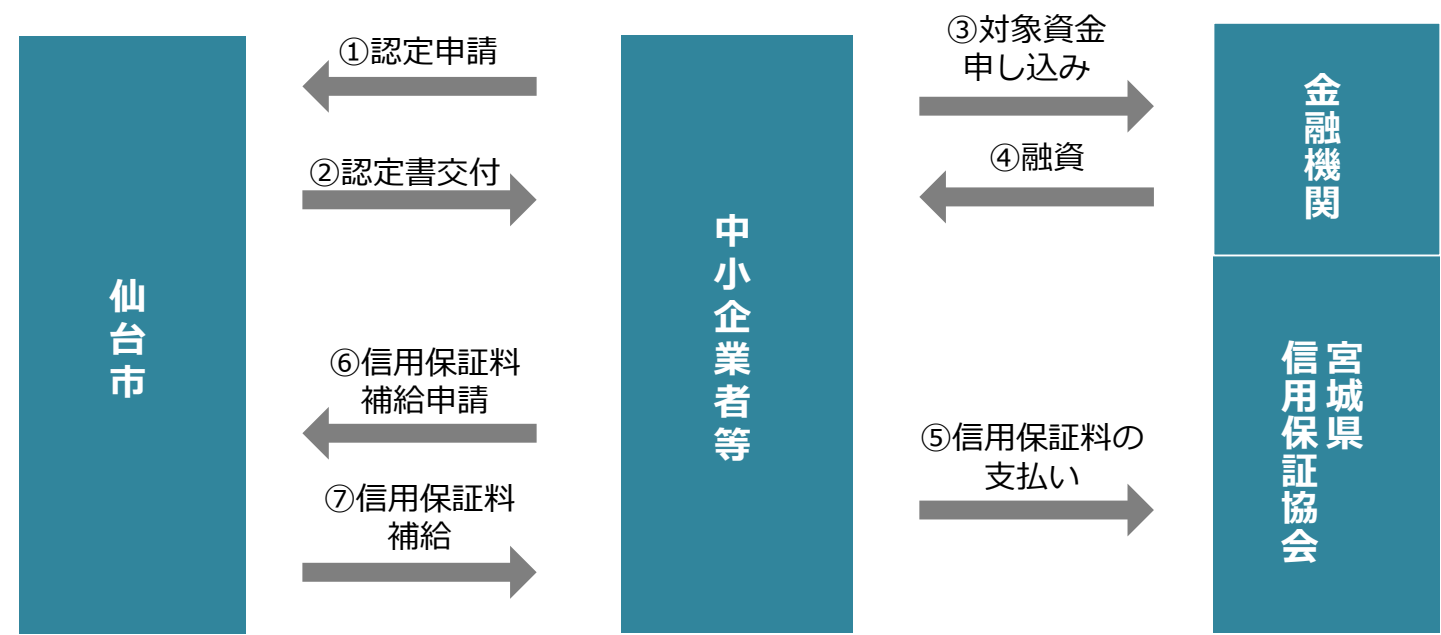 仙台市
①認定申請
②認定書交付
⑥信用保証料
補給申請
⑦信用保証料
補給
中小企業者等
③対象資金
申し込み
④融資
⑤信用保証料の
支払い
金融機関
宮城県
信用保証協会